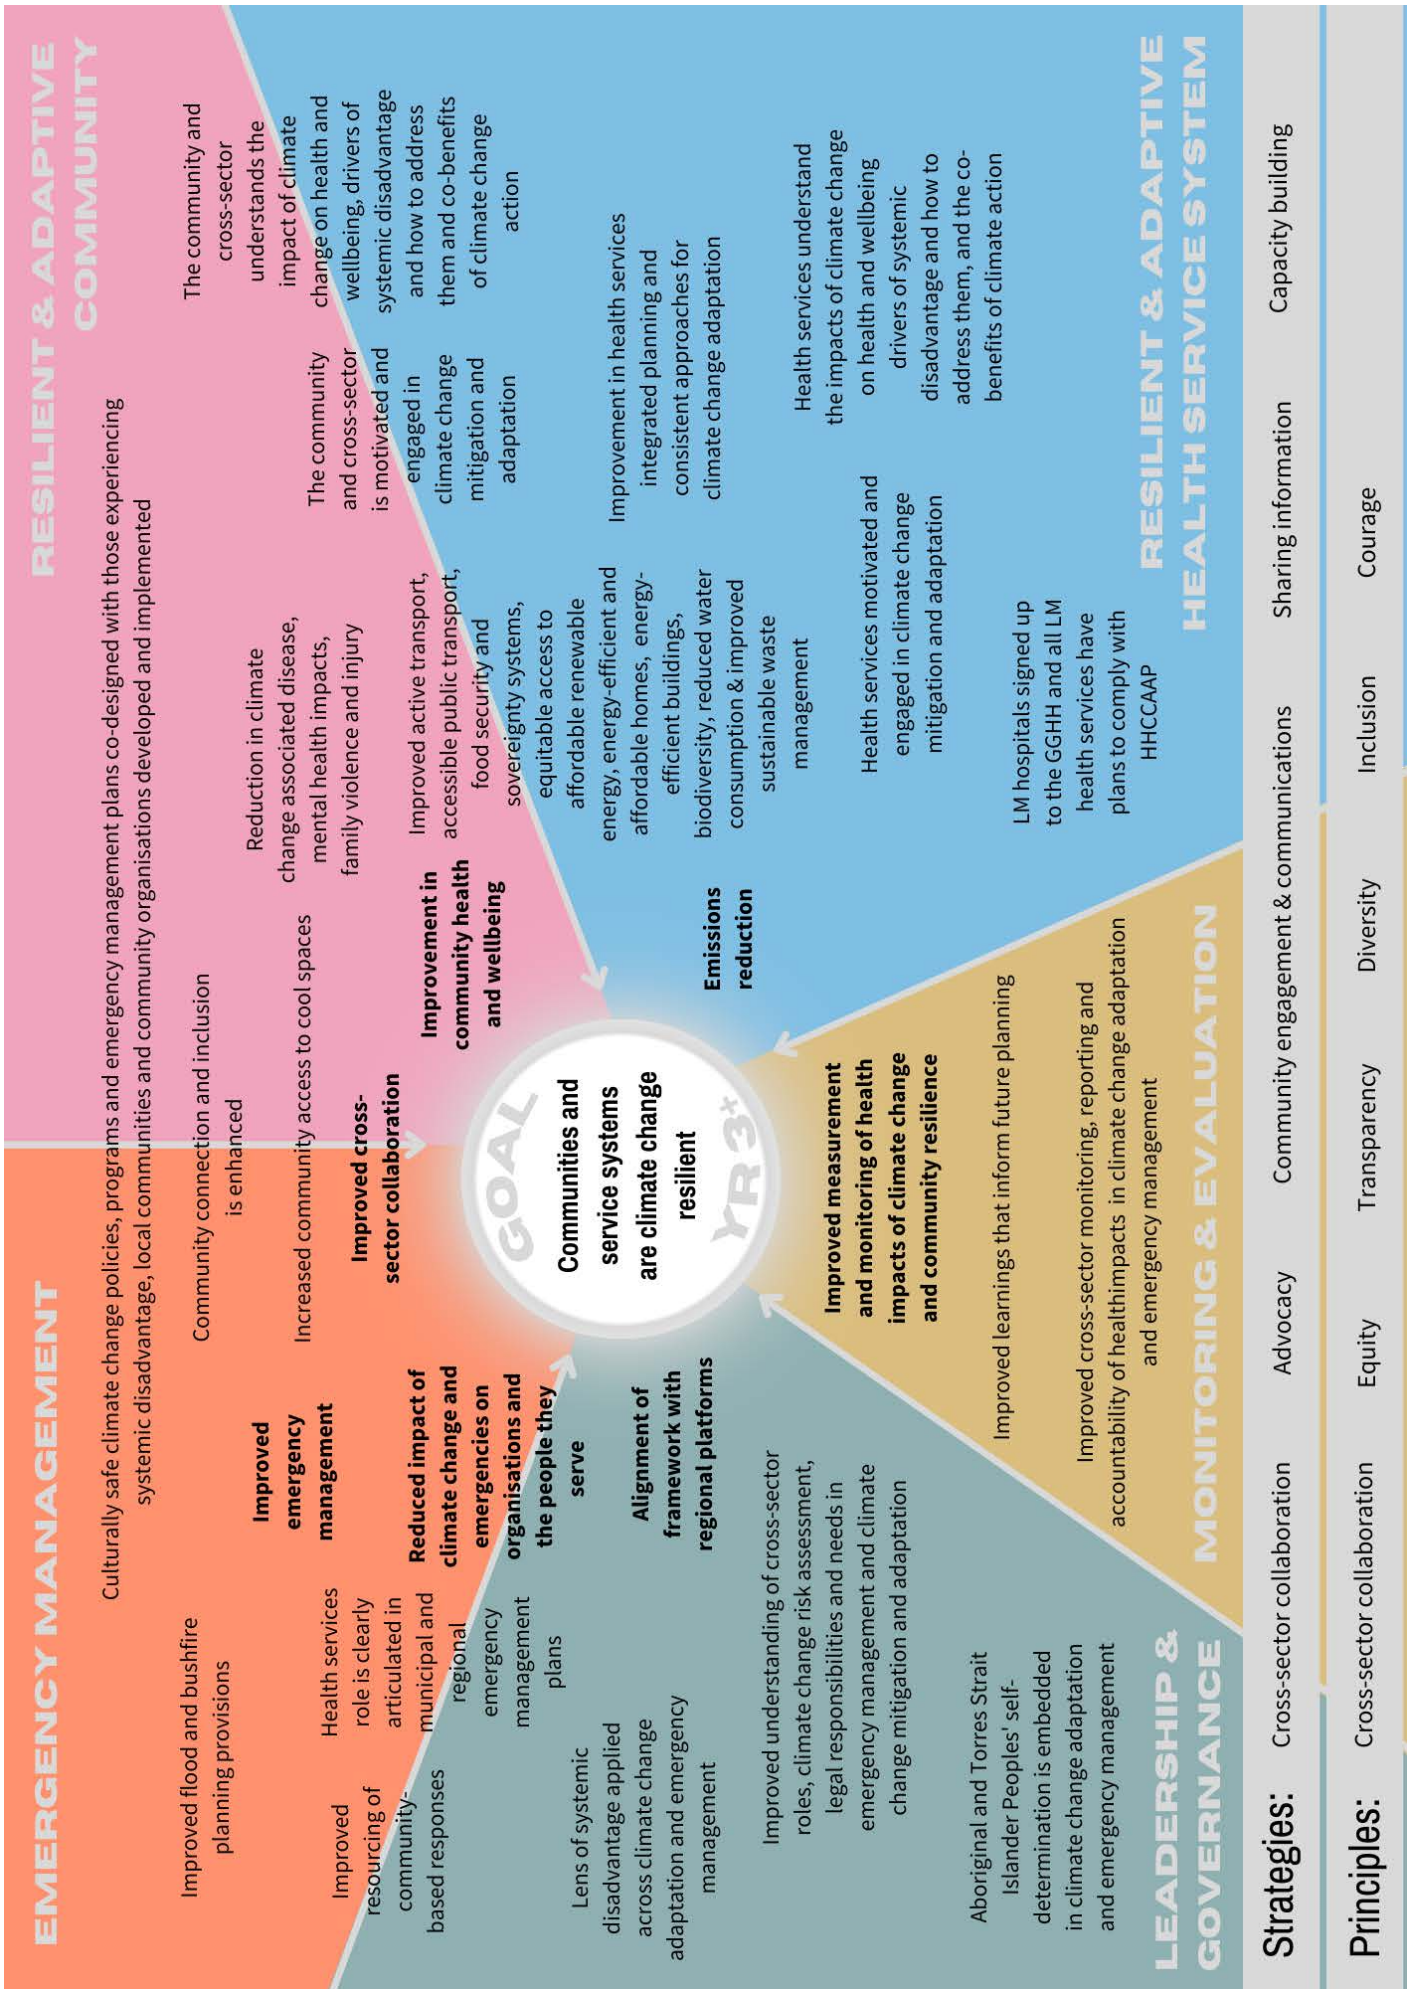 EMERGENCY MANAGEMENT
RESILIENT & ADAPTIVE
COMMUNITY
Culturally safe climate change policies, programs and emergency management plans co-designed with those experiencing
systemic disadvantage, local communities and community organisations developed and implemented
Improved flood and bushfire
planning provisions
Improved
resourcing of
community-
based responses
Health services
role is clearly
articulated in
municipal and
regional
emergency
management
plans
Improved
emergency
management
Reduced impact of
climate change and
emergencies on
organisations and
the people they
serve
Community connection and inclusion
is enhanced
Increased community access to cool spaces
Improved cross-
sector collaboration
Reduction in climate
change associated disease,
mental health impacts,
family violence and injury
Improvement in
community health
and wellbeing
Improved active transport,
accessible public transport,
food security and
sovereignty systems,
equitable access to
affordable renewable
energy, energy-efficient and
affordable homes, energy-
efficient buildings,
biodiversity, reduced water
consumption & improved
sustainable waste
management
The community
and cross-sector
is motivated and
engaged in
climate change
mitigation and
adaptation
The community and
cross-sector
understands the
impact of climate
change on health and
wellbeing, drivers of
systemic disadvantage
and how to address
them and co-benefits
of climate change
action
GOAL
Communities and
service systems
are climate change
resilient
YR 3+
Lens of systemic
disadvantage applied
across climate change
adaptation and emergency
management
Alignment of
framework with
regional platforms
Improved understanding of cross-sector
roles, climate change risk assessment,
legal responsibilities and needs in
emergency management and climate
change mitigation and adaptation
Aboriginal and Torres Strait
Islander Peoples' self-
determination is embedded
in climate change adaptation
and emergency management
LEADERSHIP &
GOVERNANCE
Improved measurement
and monitoring of health
impacts of climate change
and community resilience
Improved learnings that inform future planning
Improved cross-sector monitoring, reporting and
accountability of healthimpacts in climate change adaptation
and emergency management
MONITORING & EVALUATION
Emissions
reduction
Improvement in health services
integrated planning and
consistent approaches for
climate change adaptation
Health services motivated and
engaged in climate change
mitigation and adaptation
Health services understand
the impacts of climate change
on health and wellbeing
drivers of systemic
disadvantage and how to
address them, and the co-
benefits of climate action
LM hospitals signed up
to the GGHH and all LM
health services have
plans to comply with
HHCCAAP
RESILIENT & ADAPTIVE
HEALTH SERVICE SYSTEM
Strategies: Cross-sector collaboration Advocacy Community engagement & communications Sharing information Capacity building
Principles: Cross-sector collaboration Equity Transparency Diversity Inclusion Courage